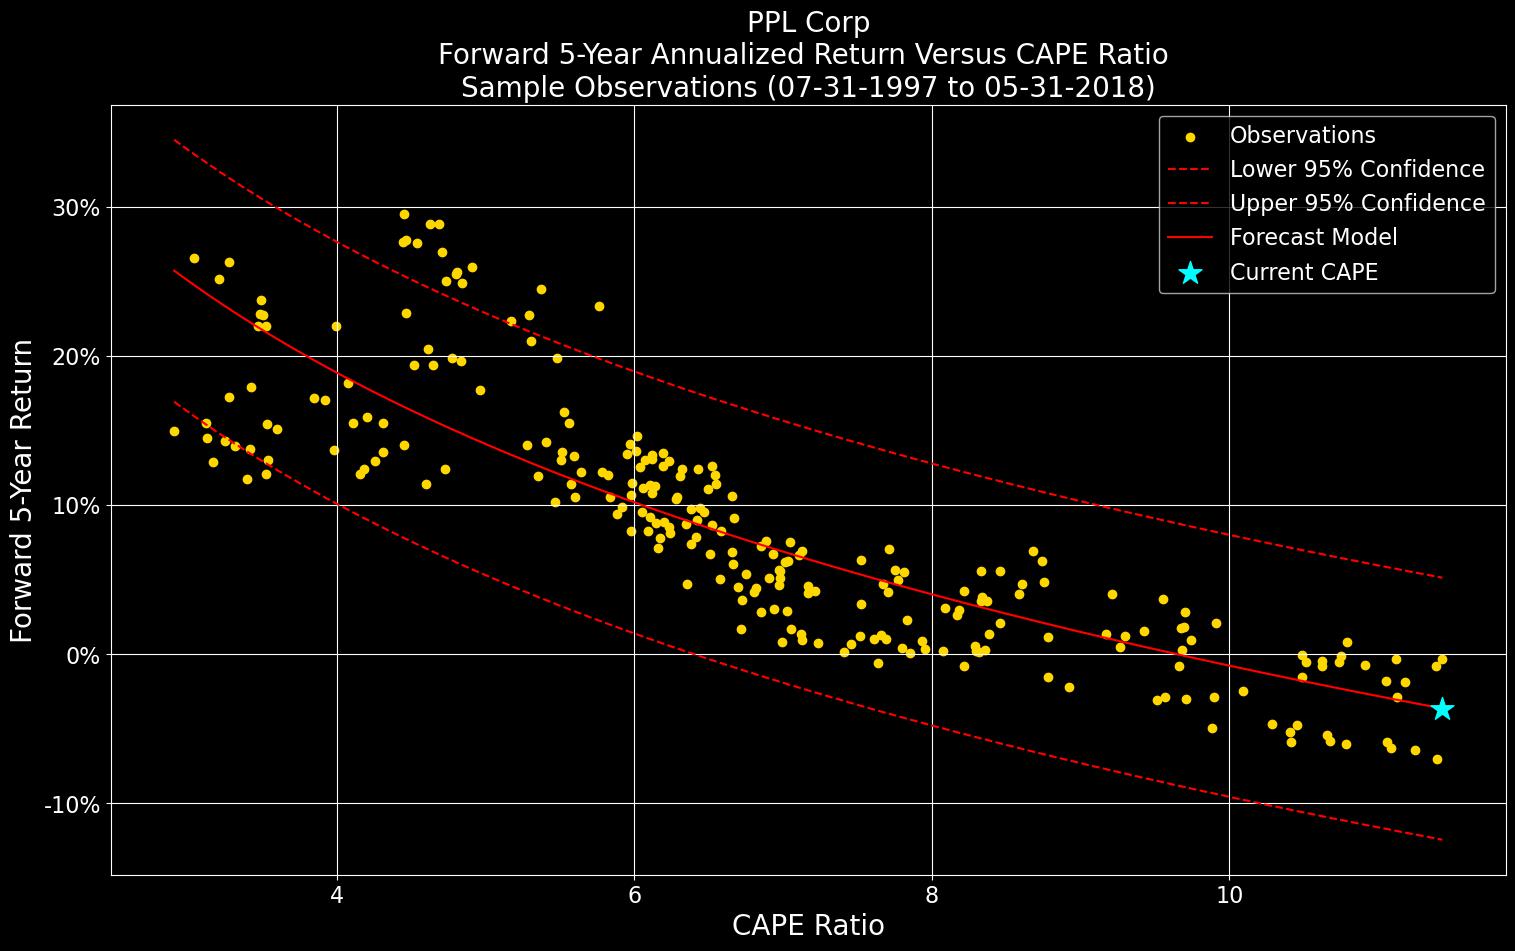 PPL Corp
Forward 5-Year Annualized Return Versus CAPE Ratio
Sample Observations (07-31-1997 to 05-31-2018)
Observations
Lower 95% Confidence
Upper 95% Confidence
Forecast Model
Current CAPE
Forward 5-Year Return
30%
20%
10%
0%
-10%
4
6
8
10
CAPE Ratio